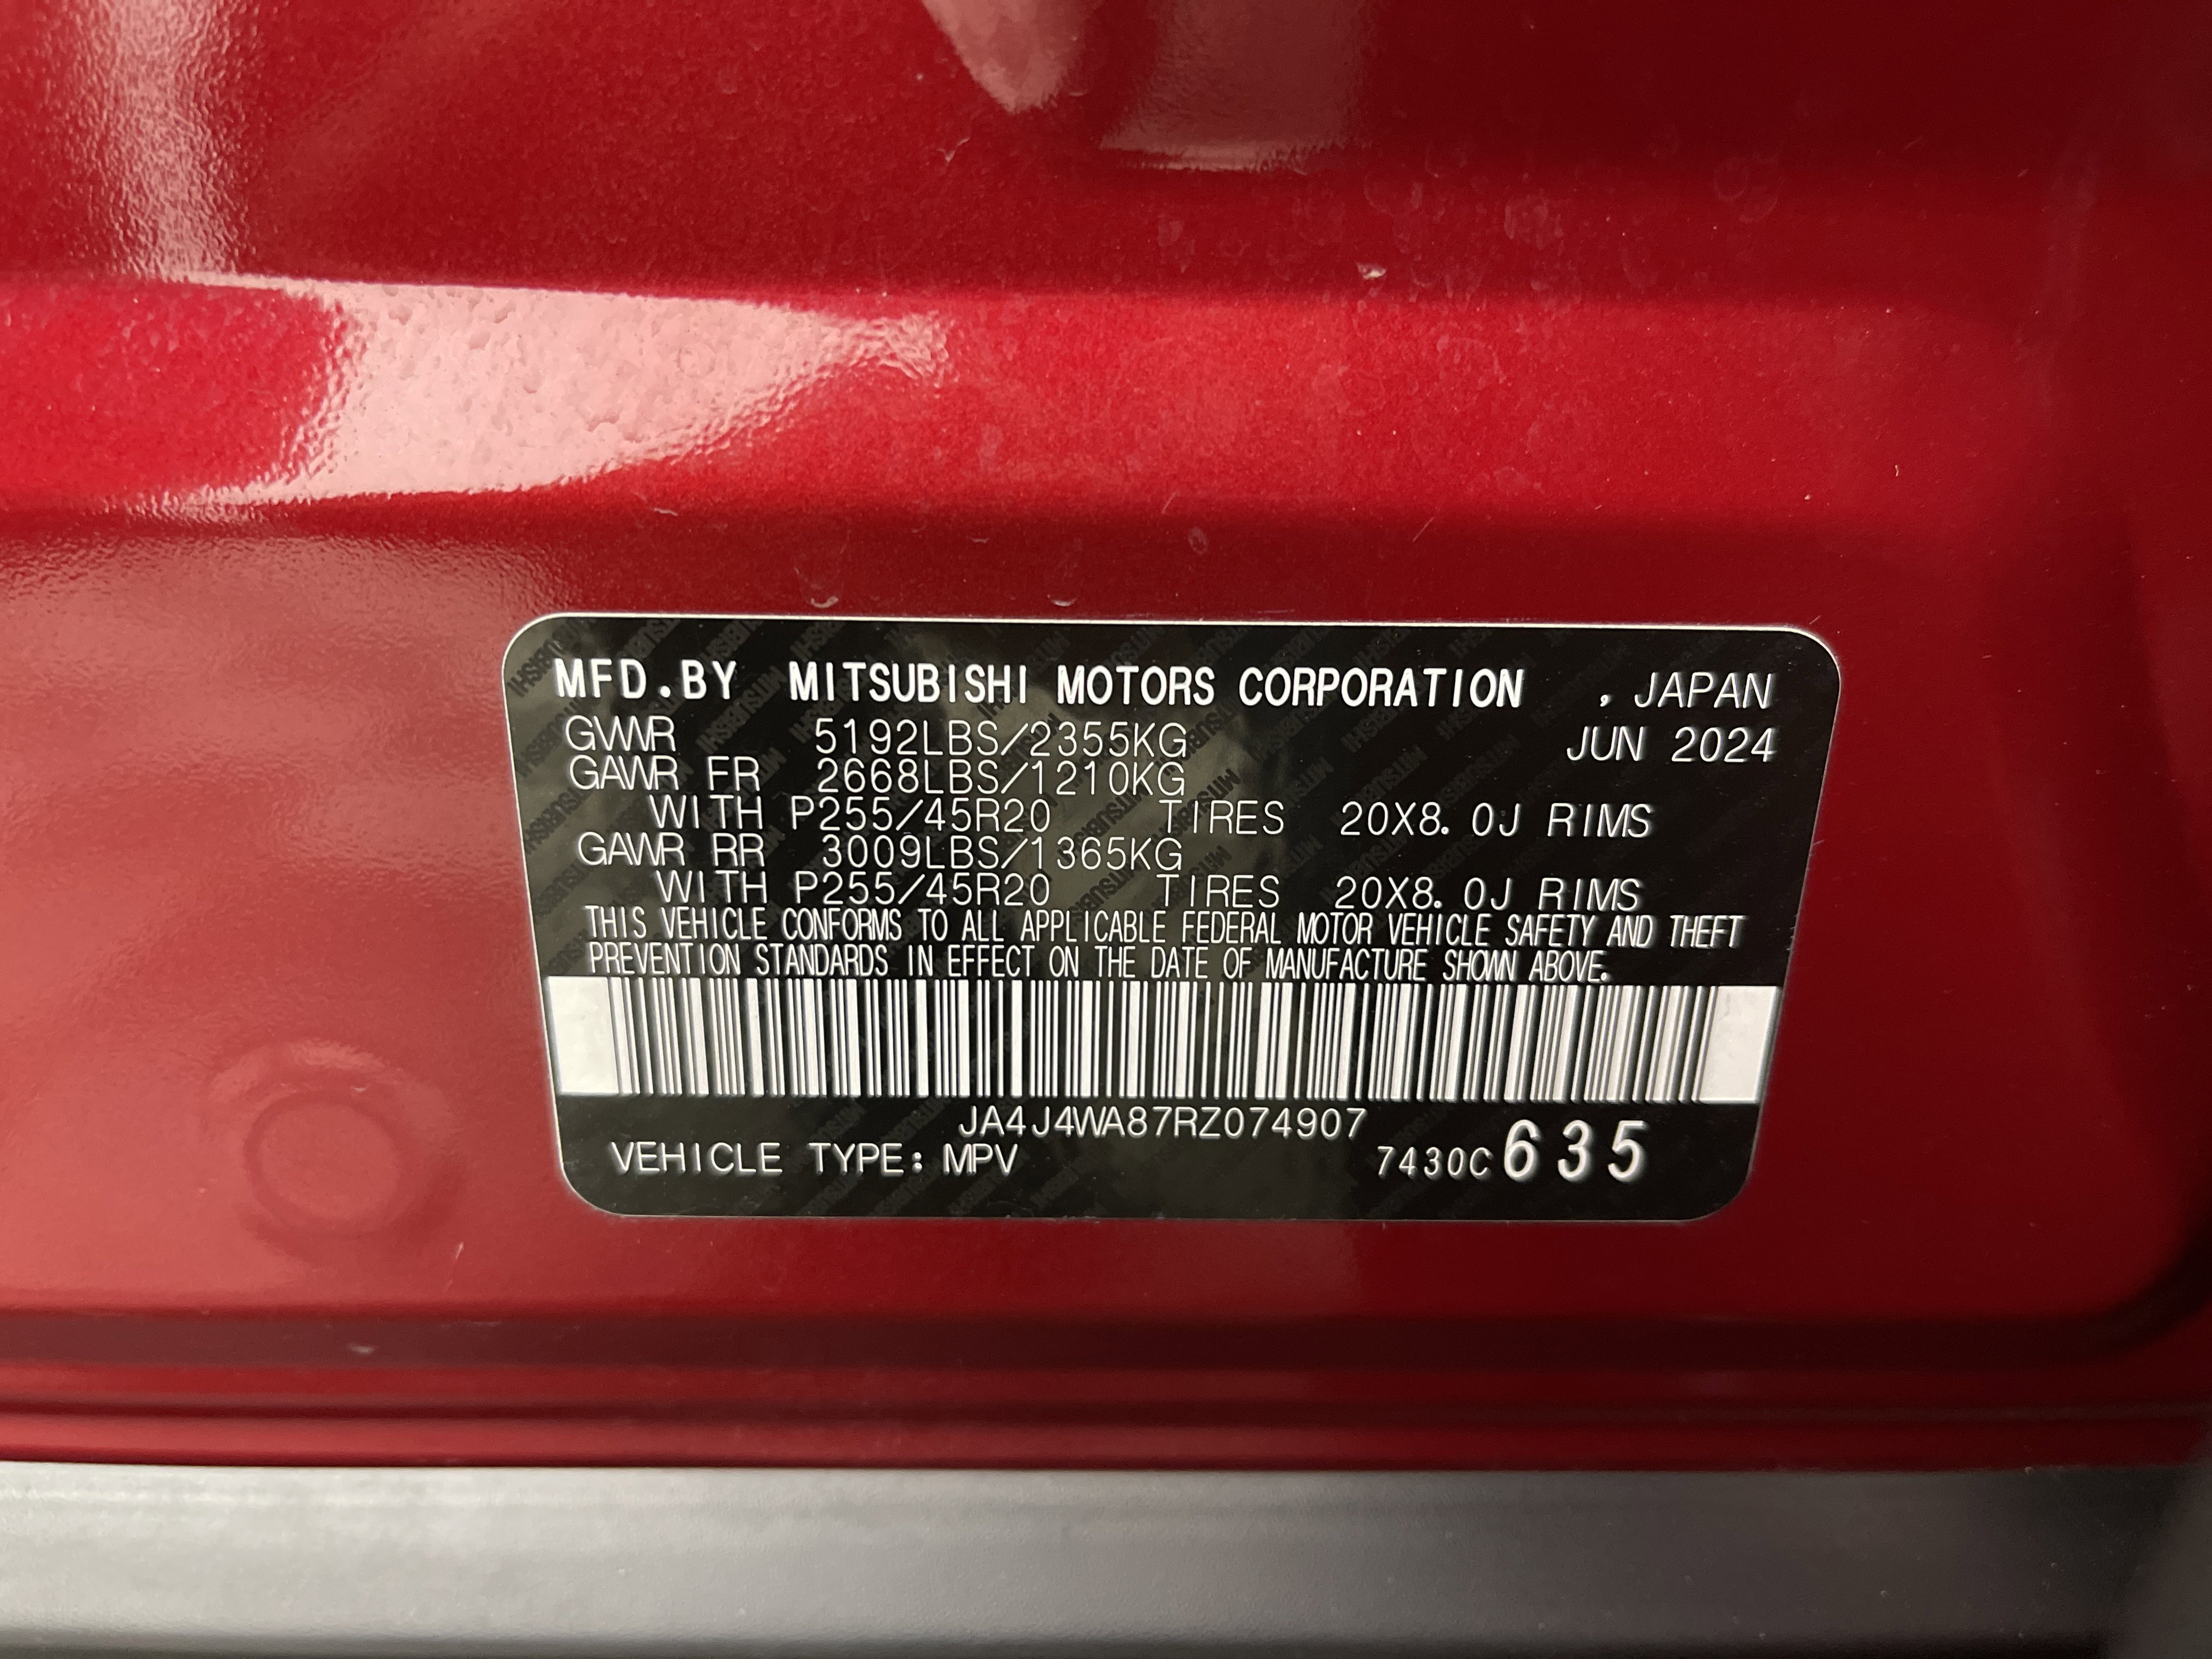 MFD.BY MITSUBISHI MOTORS CORPORATION , JAPAN
GVWR 5192LBS/2355KG JUN 2024
GAWR FR 2668LBS/1210KG
WITH P255/45R20 TIRES 20X8.0J RIMS
GAWR RR 3009LBS/1365KG
WITH P255/45R20 TIRES 20X8.0J RIMS
THIS VEHICLE CONFORMS TO ALL APPLICABLE FEDERAL MOTOR VEHICLE SAFETY AND THEFT
PREVENTION STANDARDS IN EFFECT ON THE DATE OF MANUFACTURE SHOWN ABOVE.
JA4J4WA87RZ074907
VEHICLE TYPE: MPV 7430C635